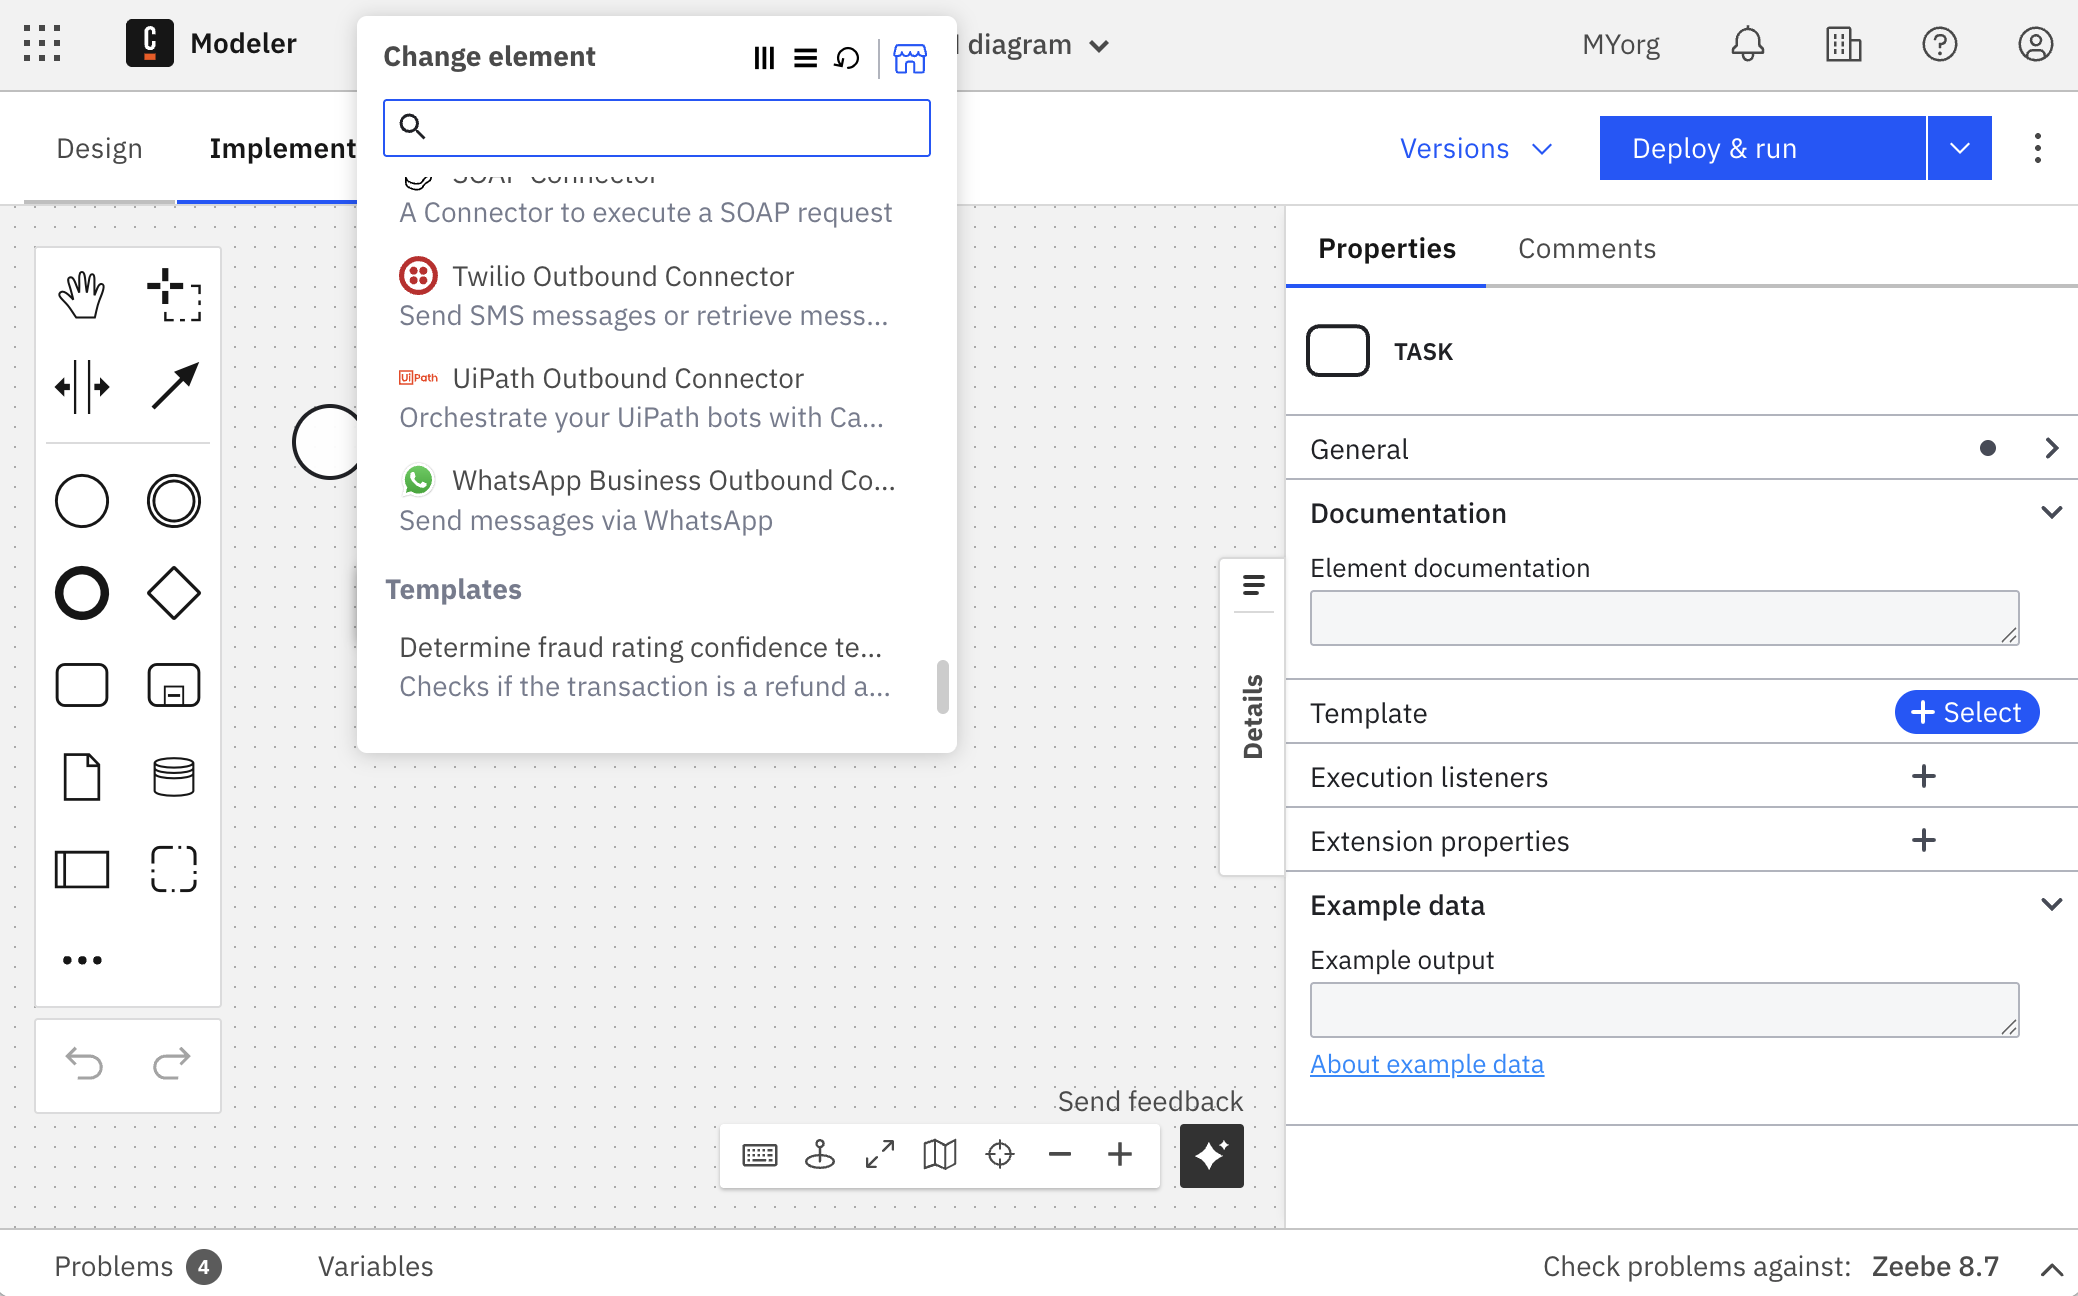 Modeler
Change element
diagram
MYorg
Design
Implement
Versions
Deploy & run
SOAP Connector
A Connector to execute a SOAP request
Twilio Outbound Connector
Send SMS messages or retrieve mess...
UiPath
UiPath Outbound Connector
Orchestrate your UiPath bots with Ca...
WhatsApp Business Outbound Co...
Send messages via WhatsApp
Templates
Determine fraud rating confidence te...
Checks if the transaction is a refund a...
Details
Properties
Comments
TASK
General
Documentation
Element documentation
Template
Select
Execution listeners
Extension properties
Example data
Example output
About example data
Send feedback
Problems 4
Variables
Check problems against: Zeebe 8.7